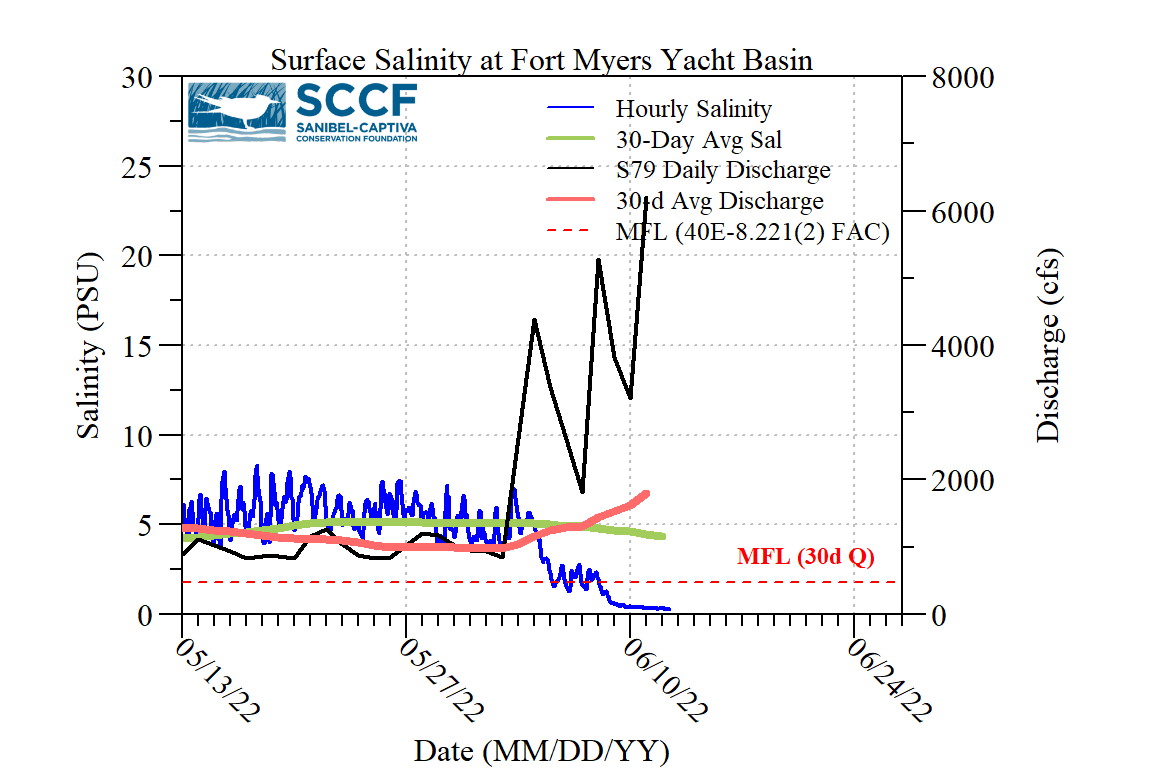 Surface Salinity at Fort Myers Yacht Basin
SCCF
SANIBEL-CAPTIVA
CONSERVATION FOUNDATION
Hourly Salinity
30-Day Avg Sal
S79 Daily Discharge
30-d Avg Discharge
MFL (40E-8.221(2) FAC)
30
25
20
15
10
5
0
Salinity (PSU)
8000
6000
4000
2000
0
Discharge (cfs)
MFL (30d Q)
05/13/22
05/27/22
06/10/22
06/24/22
Date (MM/DD/YY)